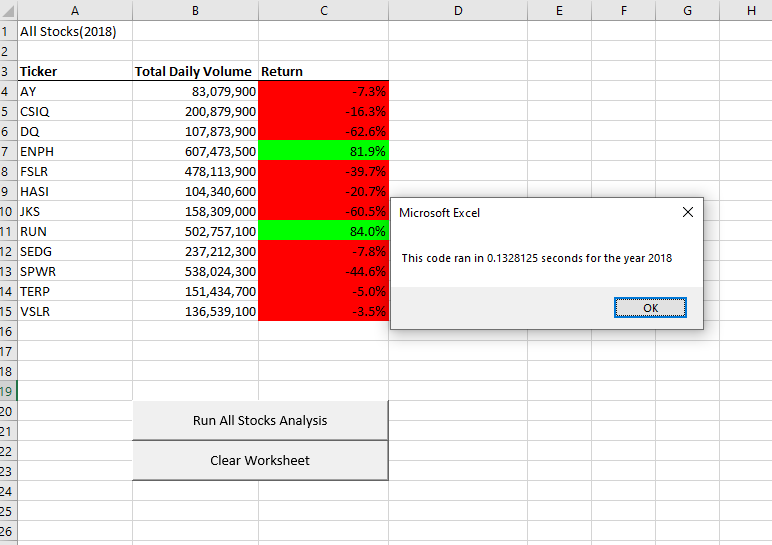 A B C D E F G H
1 All Stocks(2018)
2
3 Ticker Total Daily Volume Return
4 AY 83,079,900 -7.3%
5 CSIQ 200,879,900 -16.3%
6 DQ 107,873,900 -62.6%
7 ENPH 607,473,500 81.9%
8 FSLR 478,113,900 -39.7%
9 HASI 104,340,600 -20.7%
10 JKS 158,309,000 -60.5%
11 RUN 502,757,100 84.0%
12 SEDG 237,212,300 -7.8%
13 SPWR 538,024,300 -44.6%
14 TERP 151,434,700 -5.0%
15 VSLR 136,539,100 -3.5%
16
17
18
19
20
21
22
23
24
25
26
Microsoft Excel
This code ran in 0.1328125 seconds for the year 2018
OK
Run All Stocks Analysis
Clear Worksheet